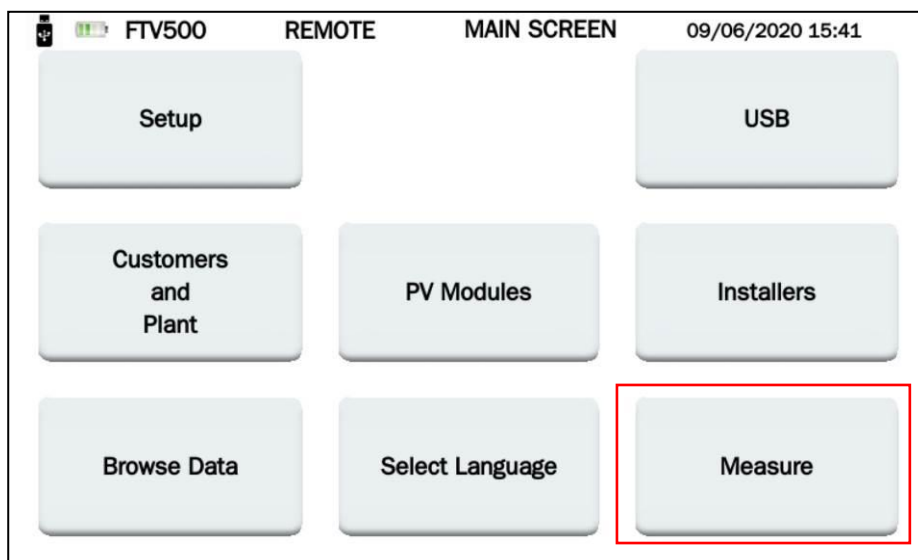 FTV500 REMOTE MAIN SCREEN 09/06/2020 15:41
Setup
USB
Customers
and
Plant
PV Modules
Installers
Browse Data
Select Language
Measure